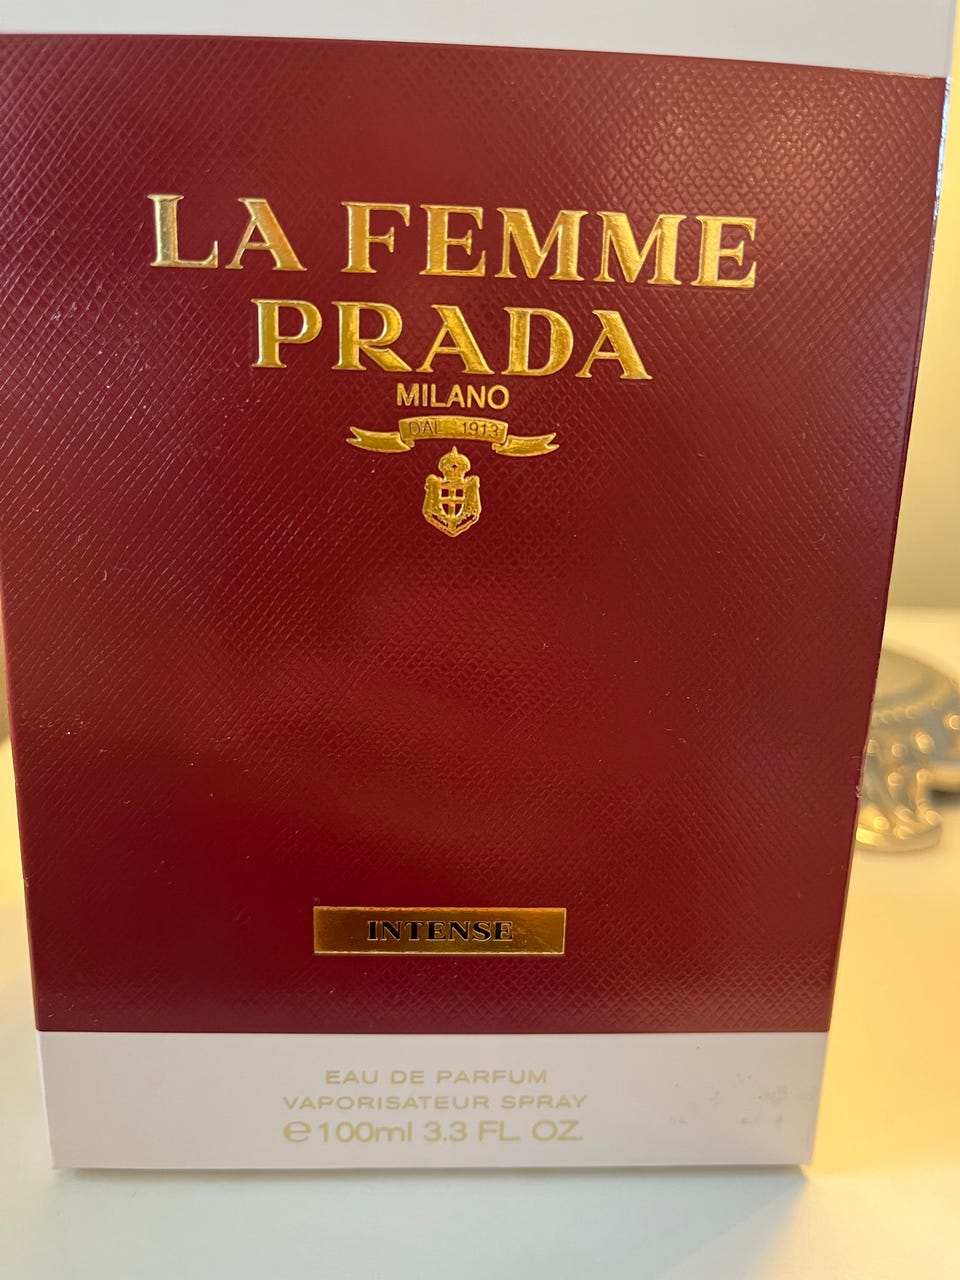 LA FEMME
PRADA
MILANO
DAL 1913
INTENSE
EAU DE PARFUM
VAPORISATEUR SPRAY
℮100ml 3.3 FL. OZ.